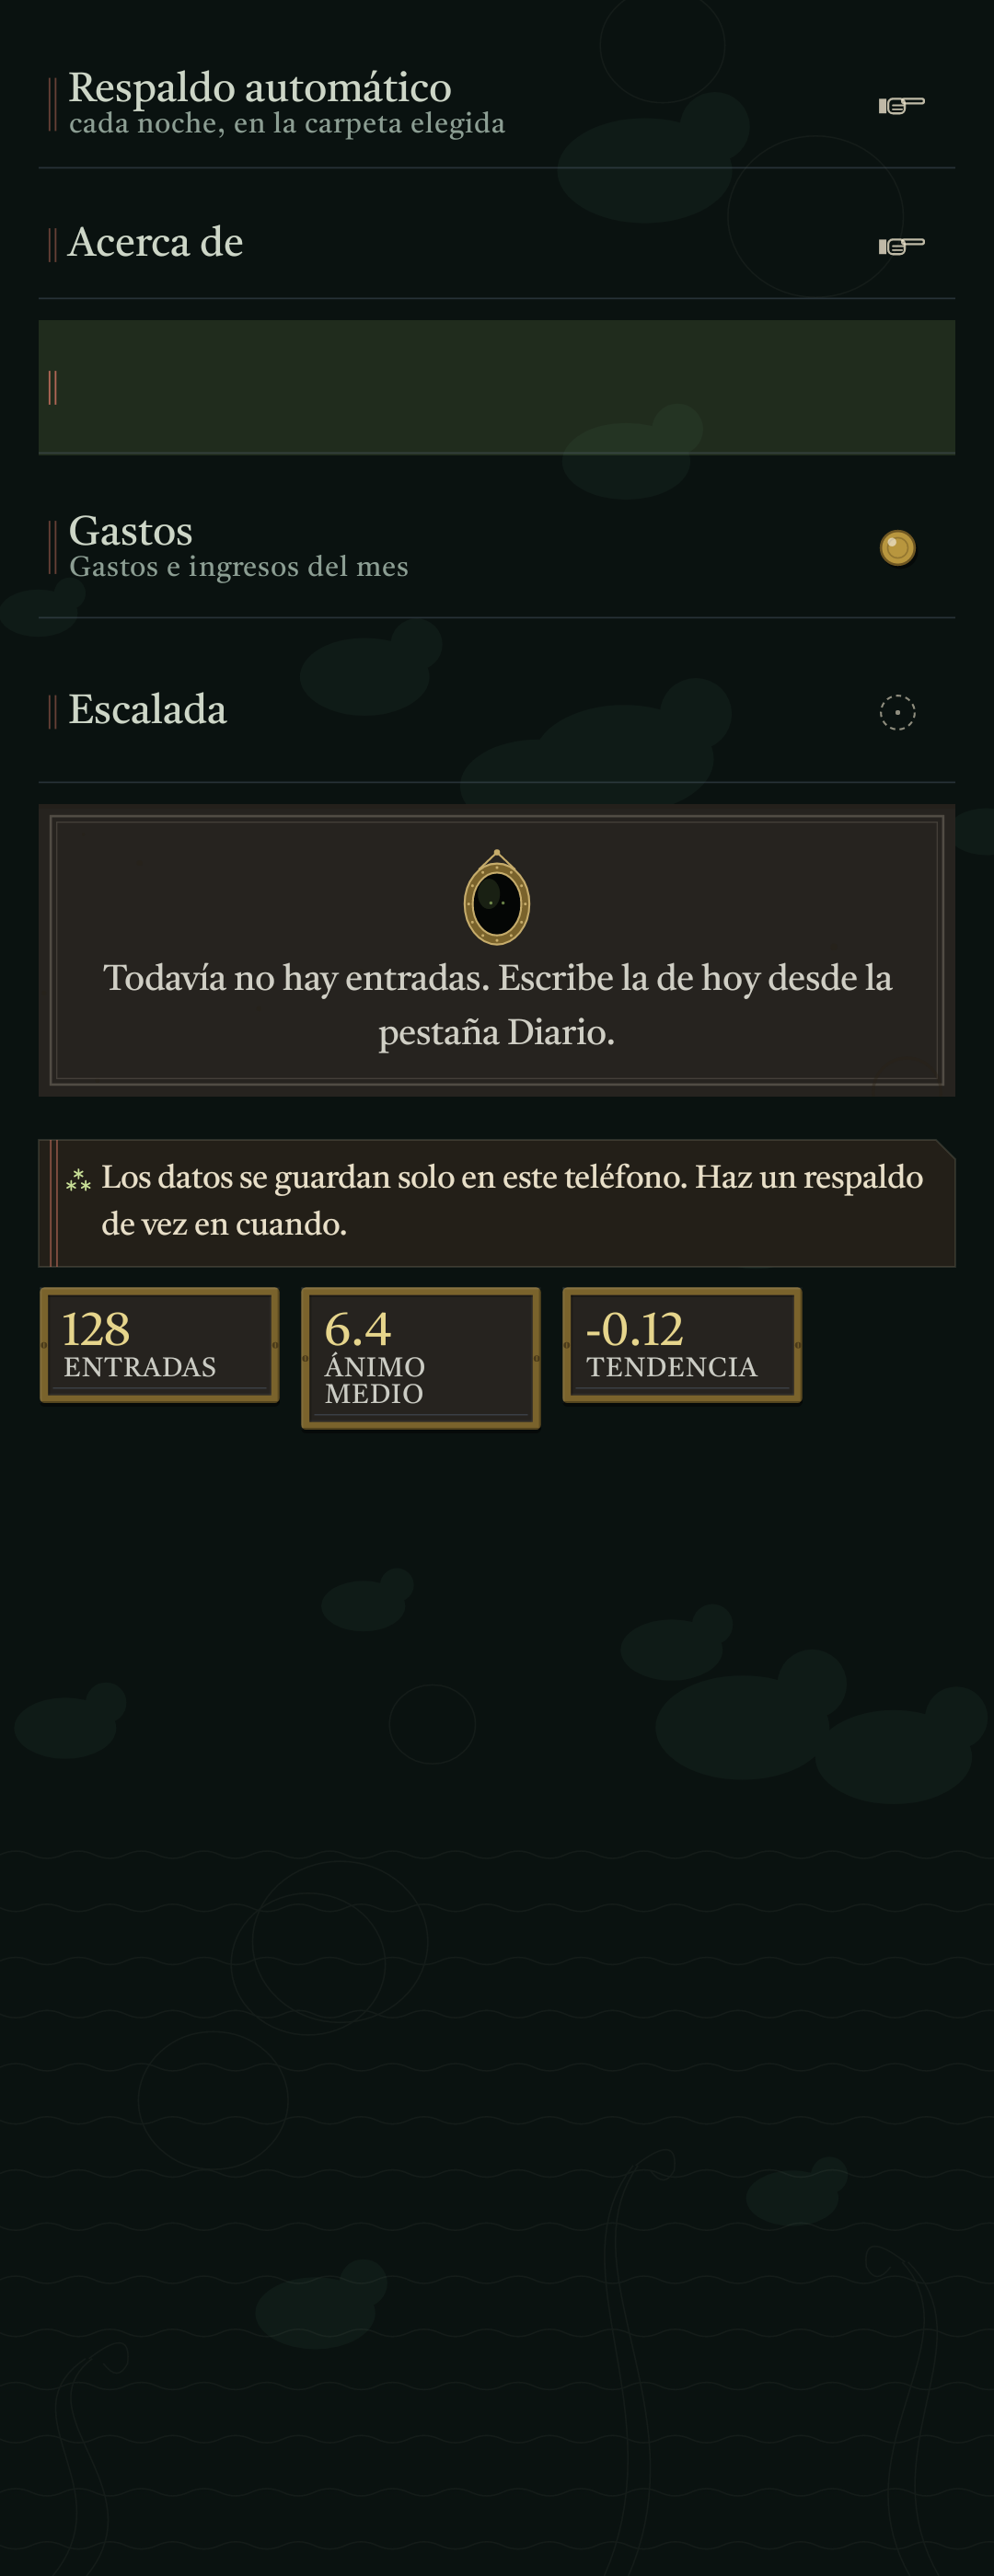 Respaldo automático
cada noche, en la carpeta elegida
Acerca de
Gastos
Gastos e ingresos del mes
Escalada
Todavía no hay entradas. Escribe la de hoy desde la
pestaña Diario.
Los datos se guardan solo en este teléfono. Haz un respaldo
de vez en cuando.
128
ENTRADAS
6.4
ÁNIMO
MEDIO
-0.12
TENDENCIA